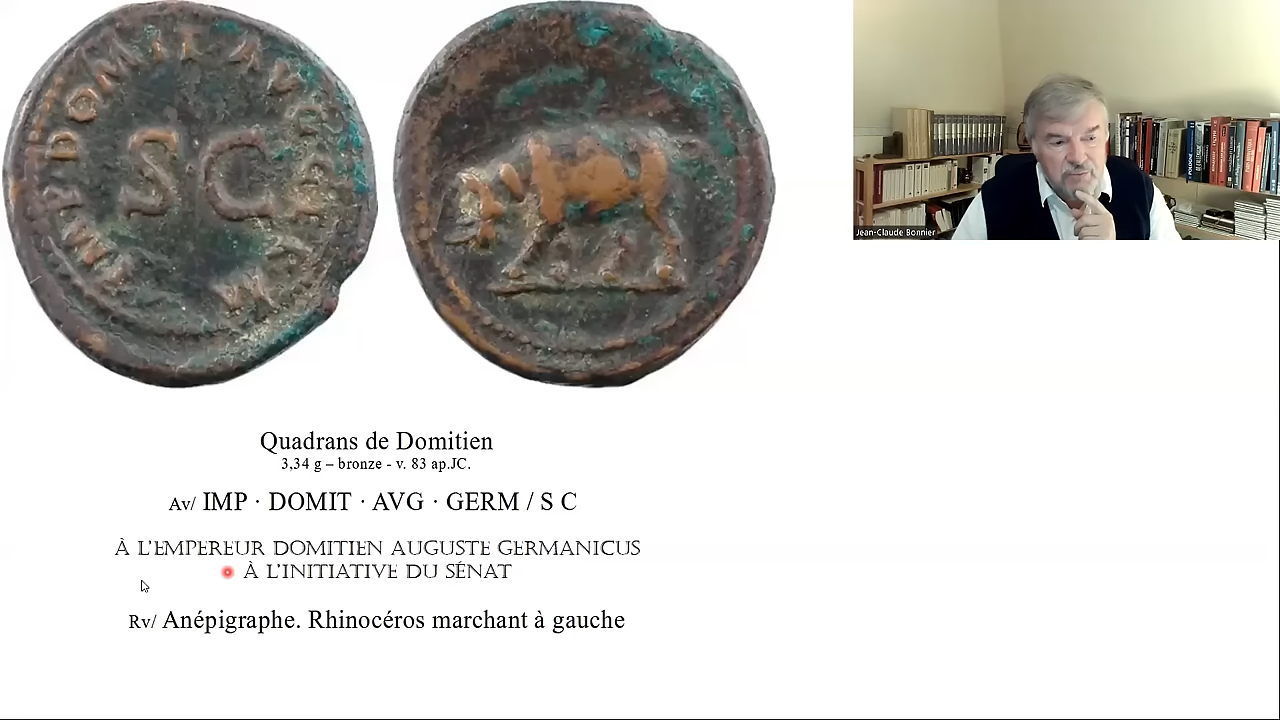 IMP DOMIT AVG GERM
S C
Jean-Claude Bonnier
Quadrans de Domitien
3,34 g – bronze - v. 83 ap.JC.
Av/ IMP · DOMIT · AVG · GERM / S C
À L'EMPEREUR DOMITIEN AUGUSTE GERMANICUS
À L'INITIATIVE DU SÉNAT
Rv/ Anépigraphe. Rhinocéros marchant à gauche